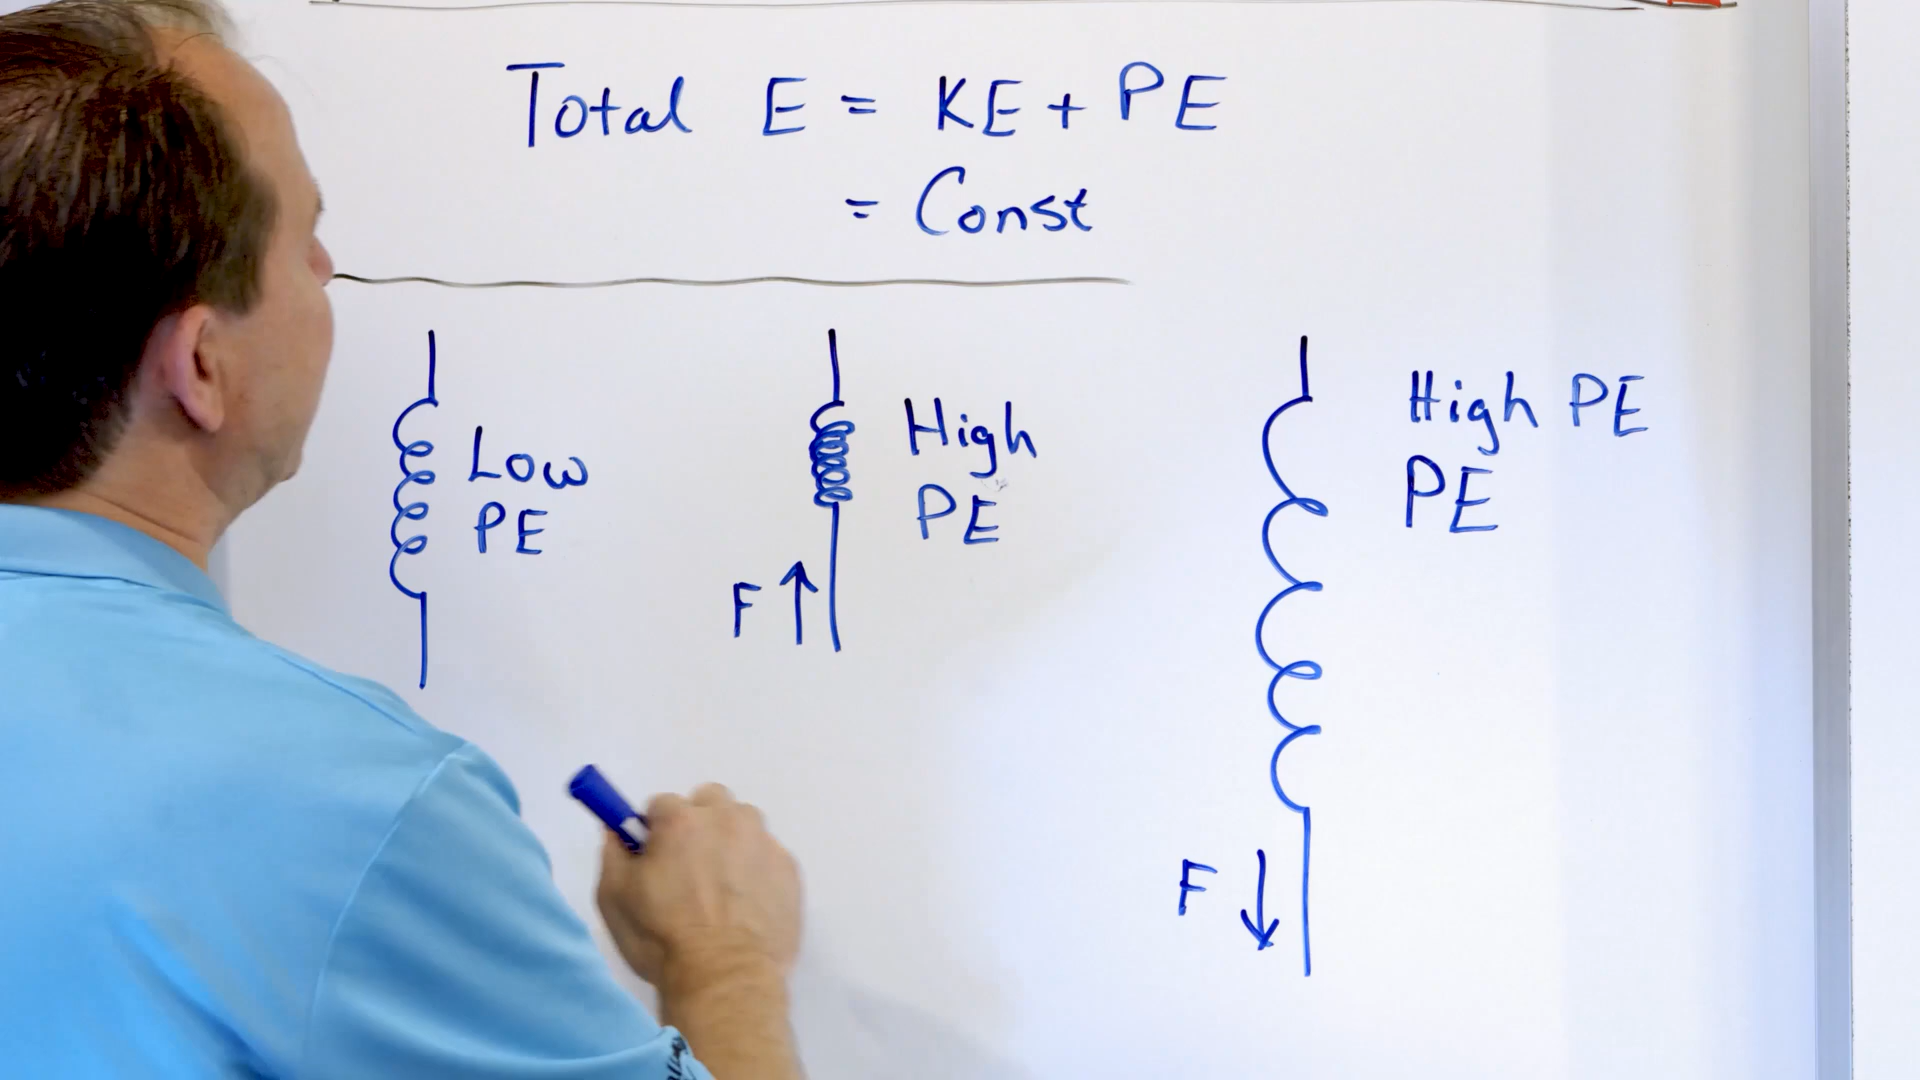 Total E = KE + PE
= Const
Low
PE
High
PE
F
High PE
PE
F